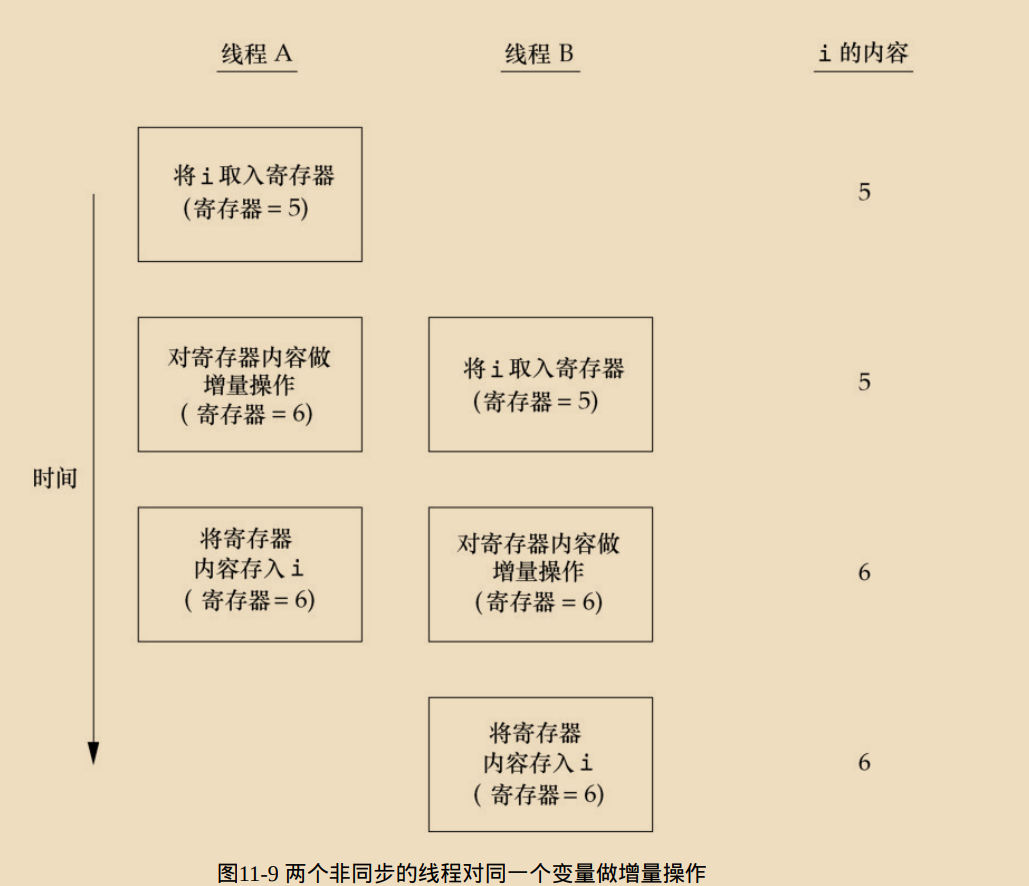 线程 A 线程 B i 的内容
将 i 取入寄存器
(寄存器 = 5)
5
对寄存器内容做
增量操作
( 寄存器 = 6)
将 i 取入寄存器
(寄存器 = 5)
5
时间
将寄存器
内容存入 i
( 寄存器 = 6)
对寄存器内容做
增量操作
(寄存器 = 6)
6
将寄存器
内容存入 i
( 寄存器 = 6)
6
图11-9 两个非同步的线程对同一个变量做增量操作